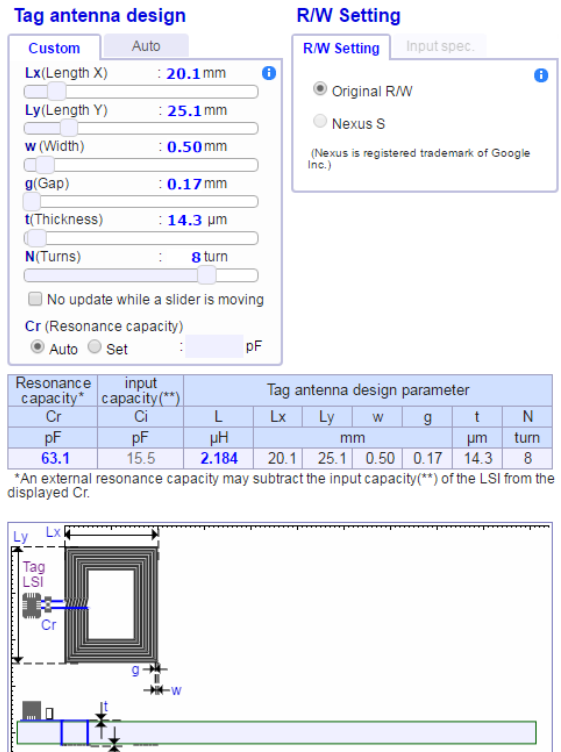 Tag antenna design
R/W Setting
Custom
Auto
Lx(Length X) : 20.1 mm
Ly(Length Y) : 25.1 mm
w (Width) : 0.50 mm
g(Gap) : 0.17 mm
t(Thickness) : 14.3 µm
N(Turns) : 8 turn
No update while a slider is moving
Cr (Resonance capacity)
Auto Set : pF
R/W Setting
Input spec.
Original R/W
Nexus S
(Nexus is registered trademark of Google
Inc.)
Resonance capacity* input capacity(**) Tag antenna design parameter
Cr Ci L Lx Ly w g t N
pF pF µH mm µm turn
63.1 15.5 2.184 20.1 25.1 0.50 0.17 14.3 8
*An external resonance capacity may subtract the input capacity(**) of the LSI from the
displayed Cr.
Ly Lx
Tag
LSI
Cr
g
w
t